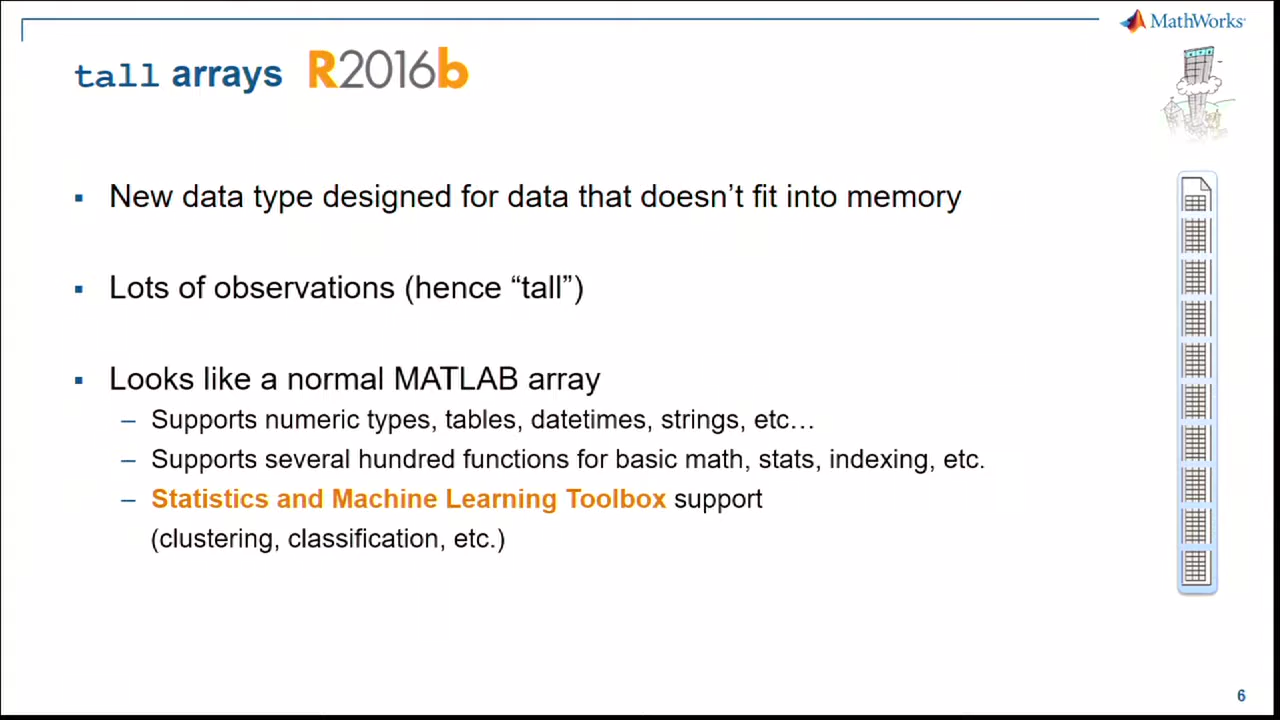 MathWorks
tall arrays R2016b
▪ New data type designed for data that doesn’t fit into memory
▪ Lots of observations (hence “tall”)
▪ Looks like a normal MATLAB array
– Supports numeric types, tables, datetimes, strings, etc…
– Supports several hundred functions for basic math, stats, indexing, etc.
– Statistics and Machine Learning Toolbox support
(clustering, classification, etc.)
6